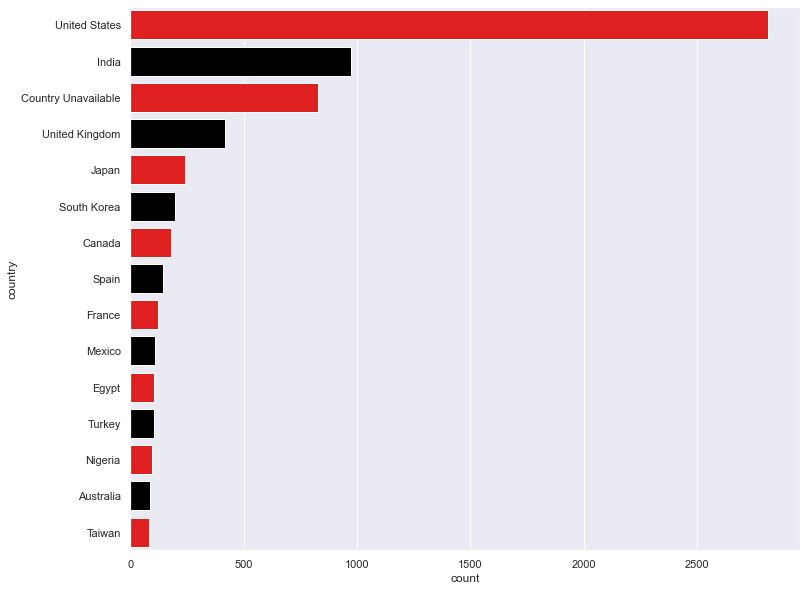 United States
India
Country Unavailable
United Kingdom
Japan
South Korea
Canada
Spain
France
Mexico
Egypt
Turkey
Nigeria
Australia
Taiwan
country
0 500 1000 1500 2000 2500
count